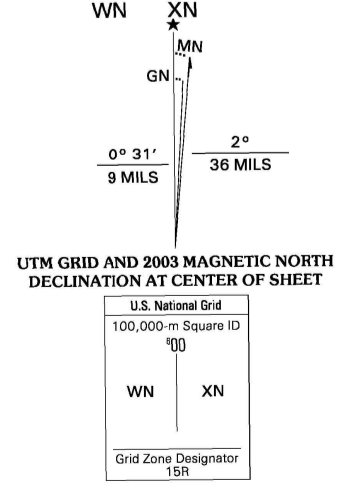 WN XN
★
MN
GN
0° 31′
9 MILS
2°
36 MILS
UTM GRID AND 2003 MAGNETIC NORTH
DECLINATION AT CENTER OF SHEET
U.S. National Grid
100,000-m Square ID
⁶00
WN XN
Grid Zone Designator
15R